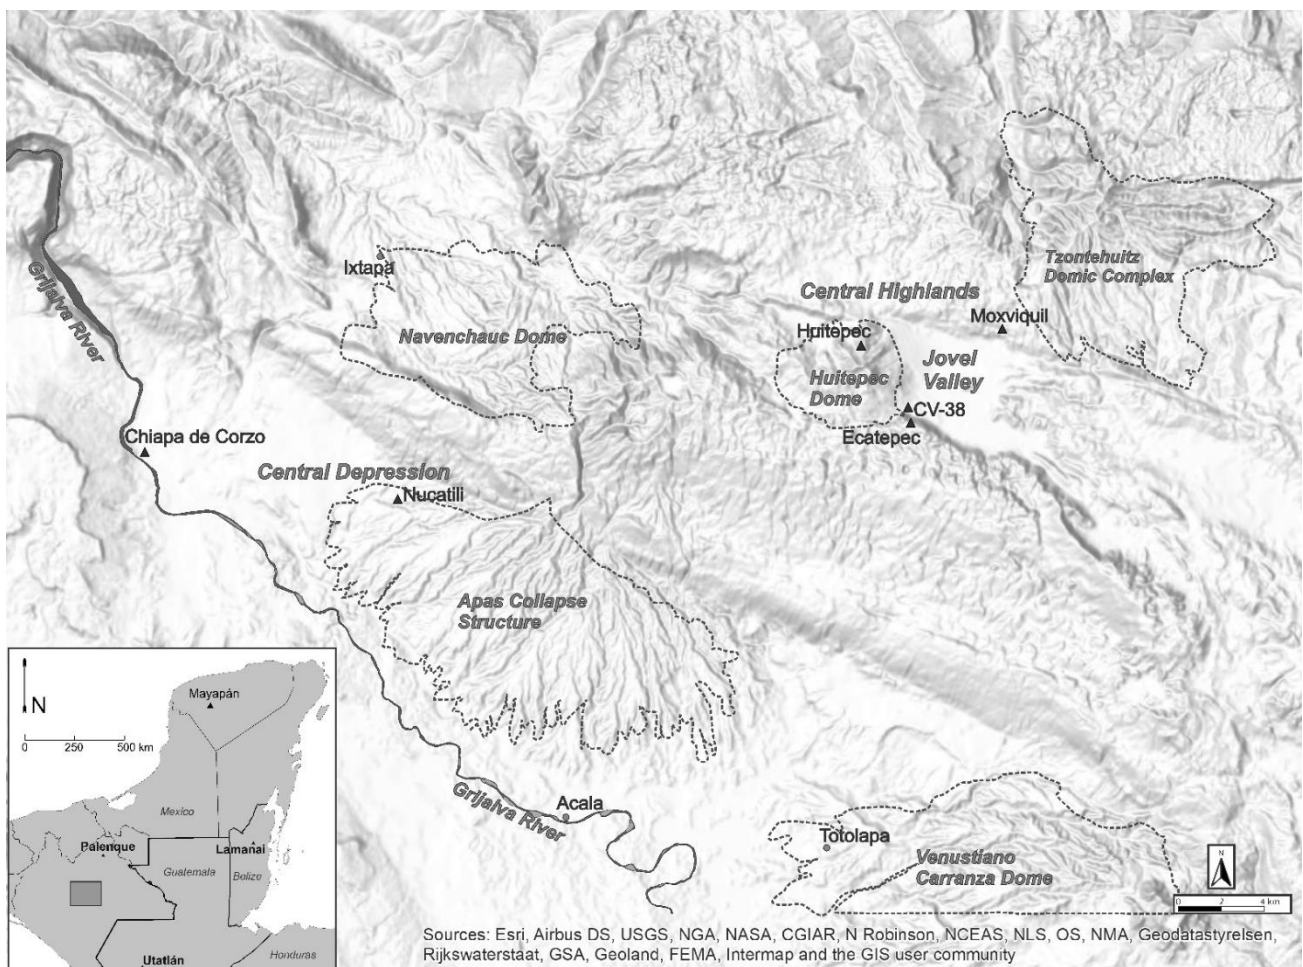 Grijalva River
Ixtapa
Navenchauc Dome
Central Highlands
Tzontehuitz
Domic Complex
Moxviquil
Huitepec
Huitepec
Dome
Jovel
Valley
CV-38
Ecatepec
Chiapa de Corzo
Central Depression
Nucatili
Apas Collapse
Structure
Grijalva River
Acala
Totolapa
Venustiano
Carranza Dome
N
0 2 4 km
N
0 250 500 km
Mayapán
Mexico
Palenque
Lamanai
Guatemala
Belize
Utatlán
Honduras
Sources: Esri, Airbus DS, USGS, NGA, NASA, CGIAR, N Robinson, NCEAS, NLS, OS, NMA, Geodatastyrelsen,
Rijkswaterstaat, GSA, Geoland, FEMA, Intermap and the GIS user community